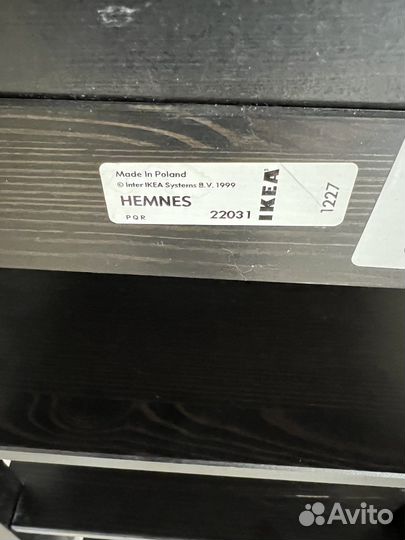 Made In Poland
© Inter IKEA Systems B.V. 1999
HEMNES
PQR 22031
IKEA
1227
Avito